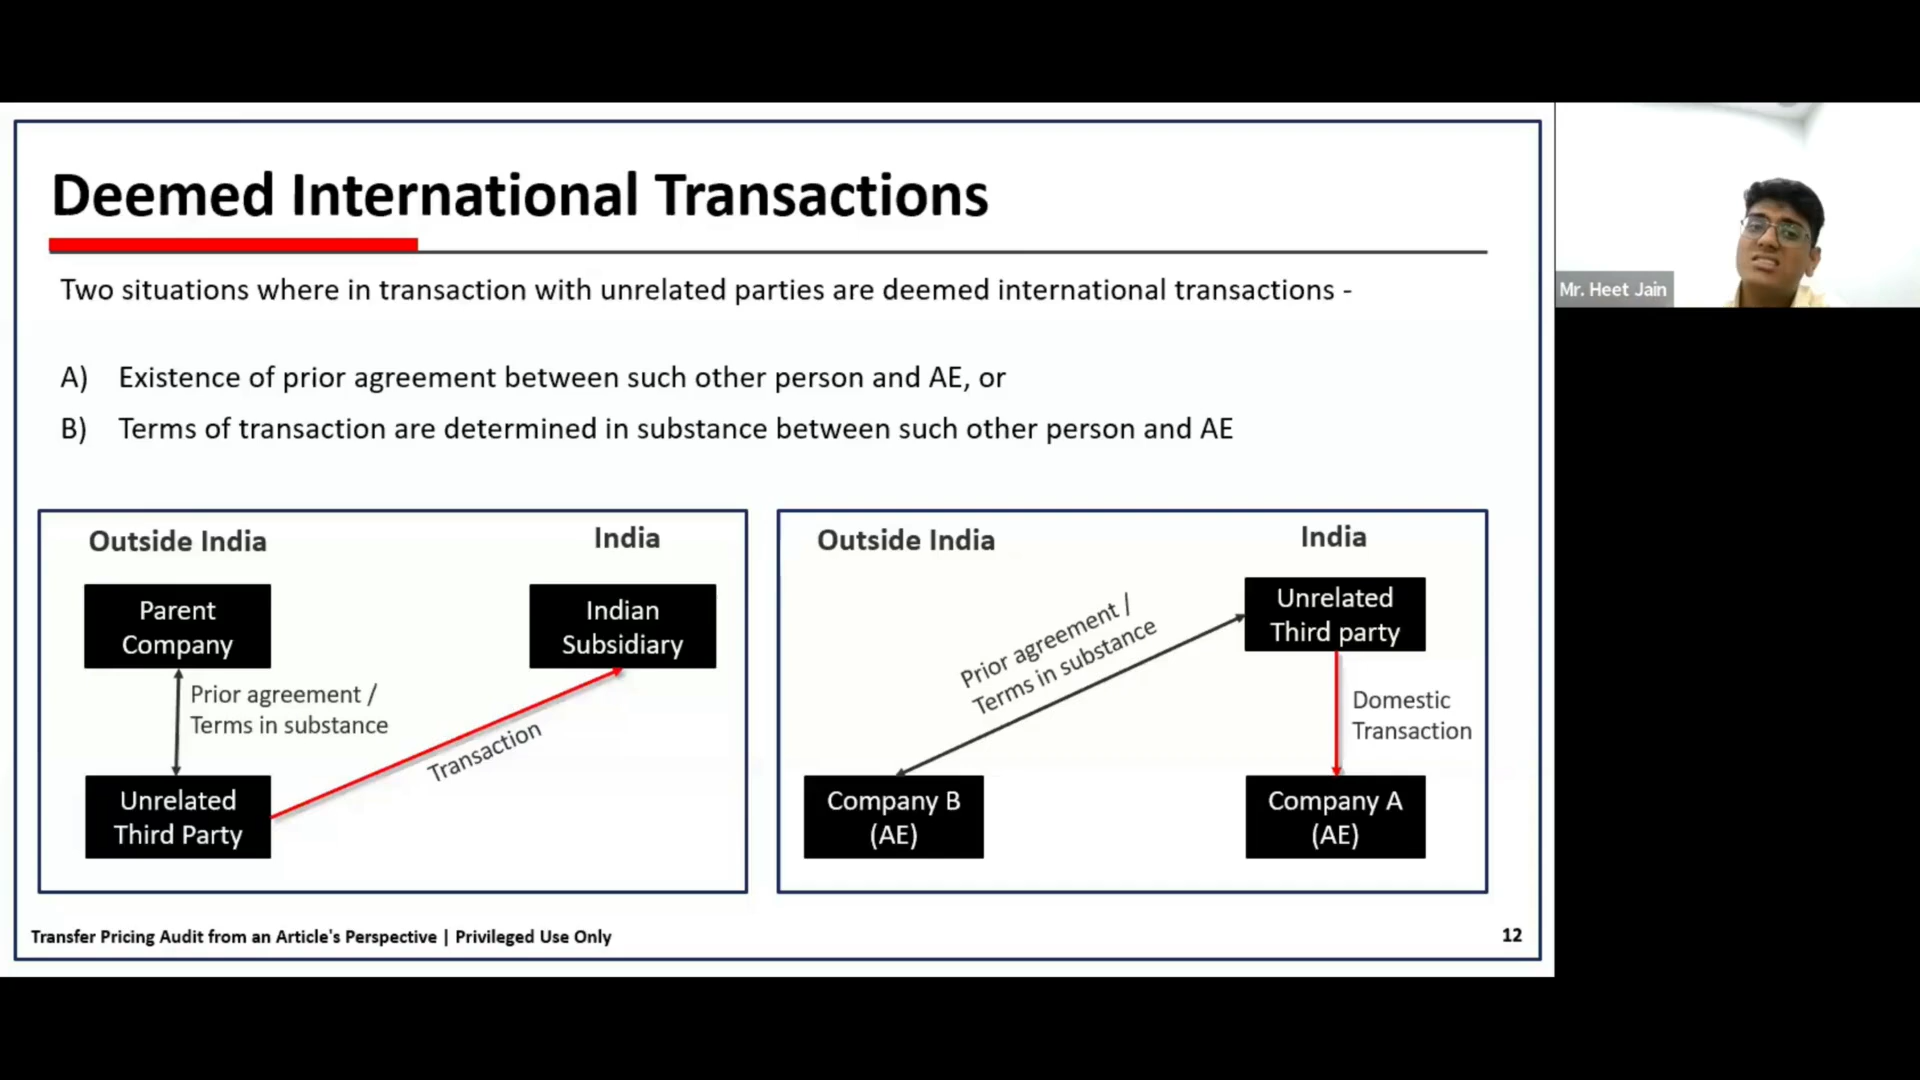 Deemed International Transactions
Two situations where in transaction with unrelated parties are deemed international transactions -
A) Existence of prior agreement between such other person and AE, or
B) Terms of transaction are determined in substance between such other person and AE
Outside India
India
Parent
Company
Indian
Subsidiary
Prior agreement /
Terms in substance
Transaction
Unrelated
Third Party
Outside India
India
Unrelated
Third party
Prior agreement /
Terms in substance
Domestic
Transaction
Company B
(AE)
Company A
(AE)
Transfer Pricing Audit from an Article's Perspective | Privileged Use Only
12
Mr. Heet Jain